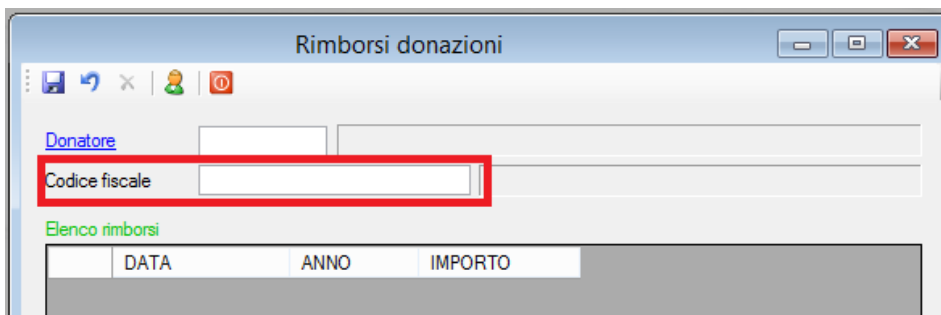 Rimborsi donazioni
Donatore
Codice fiscale
Elenco rimborsi
DATA ANNO IMPORTO